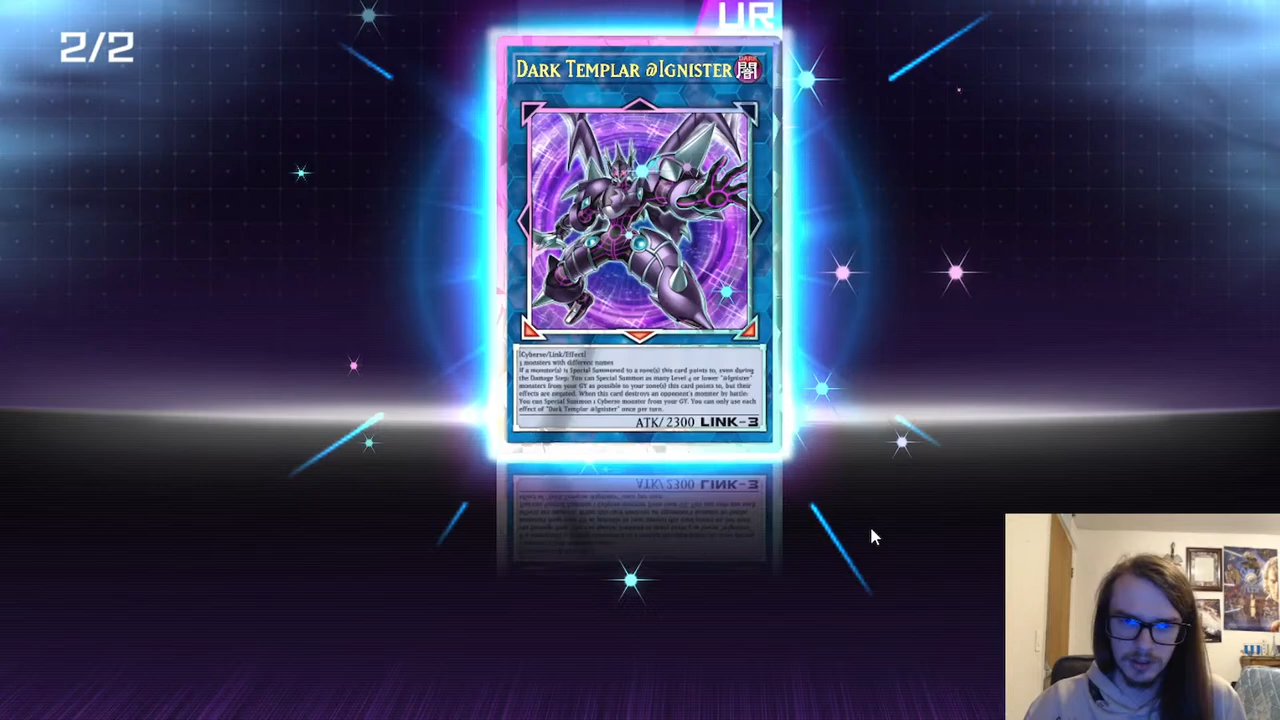 2/2
UR
DARK TEMPLAR @IGNISTER
DARK
闇
[Cyberse/Link/Effect]
3 monsters with different names
If a monster(s) is Special Summoned to a zone(s) this card points to, even during
the Damage Step: You can Special Summon as many Level 4 or lower "@Ignister"
monsters from your GY as possible to your zone(s) this card points to, but their
effects are negated. When this card destroys an opponent's monster by battle:
You can Special Summon 1 Cyberse monster from your GY. You can only use each
effect of "Dark Templar @Ignister" once per turn.
ATK/2300 LINK-3